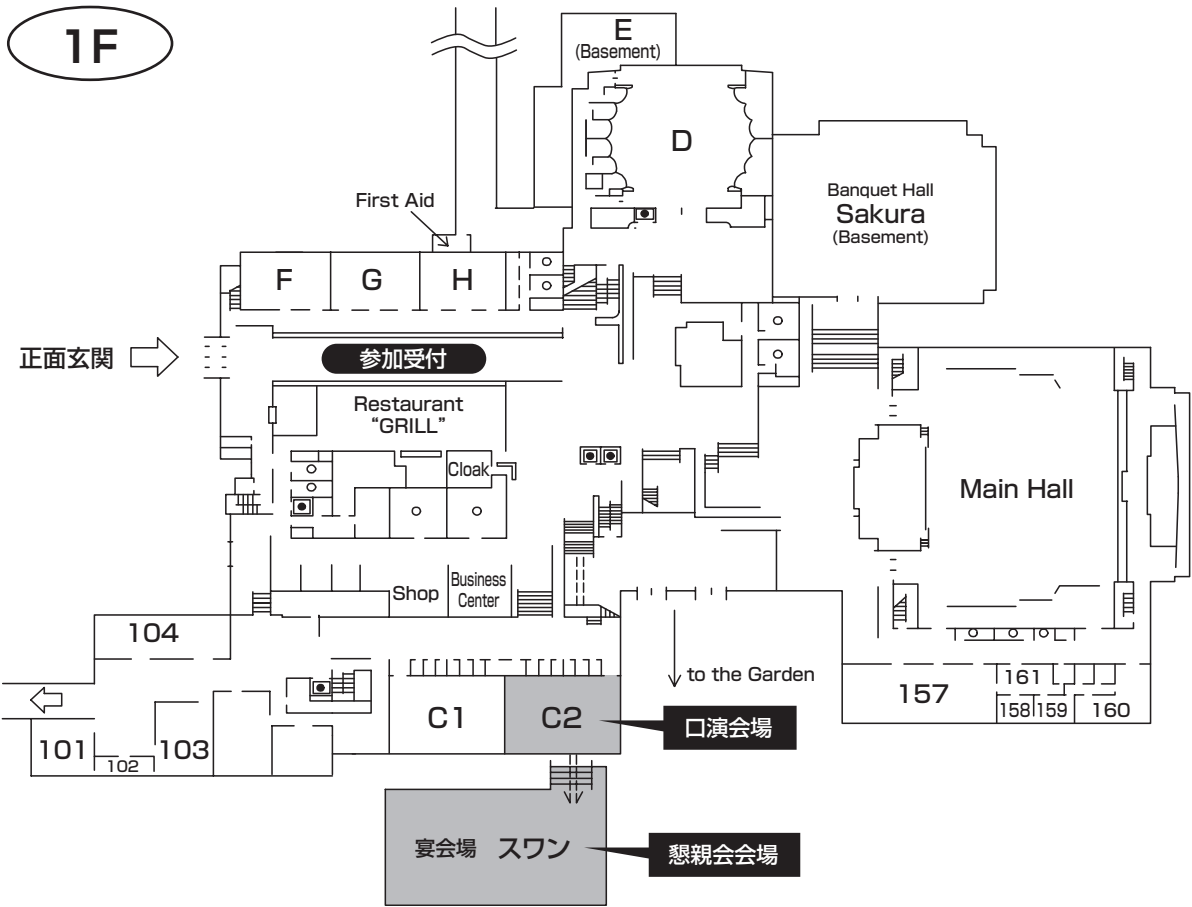 1F
E
(Basement)
D
Banquet Hall
Sakura
(Basement)
First Aid
F
G
H
正面玄関
参加受付
Restaurant
“GRILL”
Cloak
Main Hall
Shop
Business
Center
104
to the Garden
C1
C2
口演会場
157
161
158
159
160
101
102
103
宴会場 スワン
懇親会会場